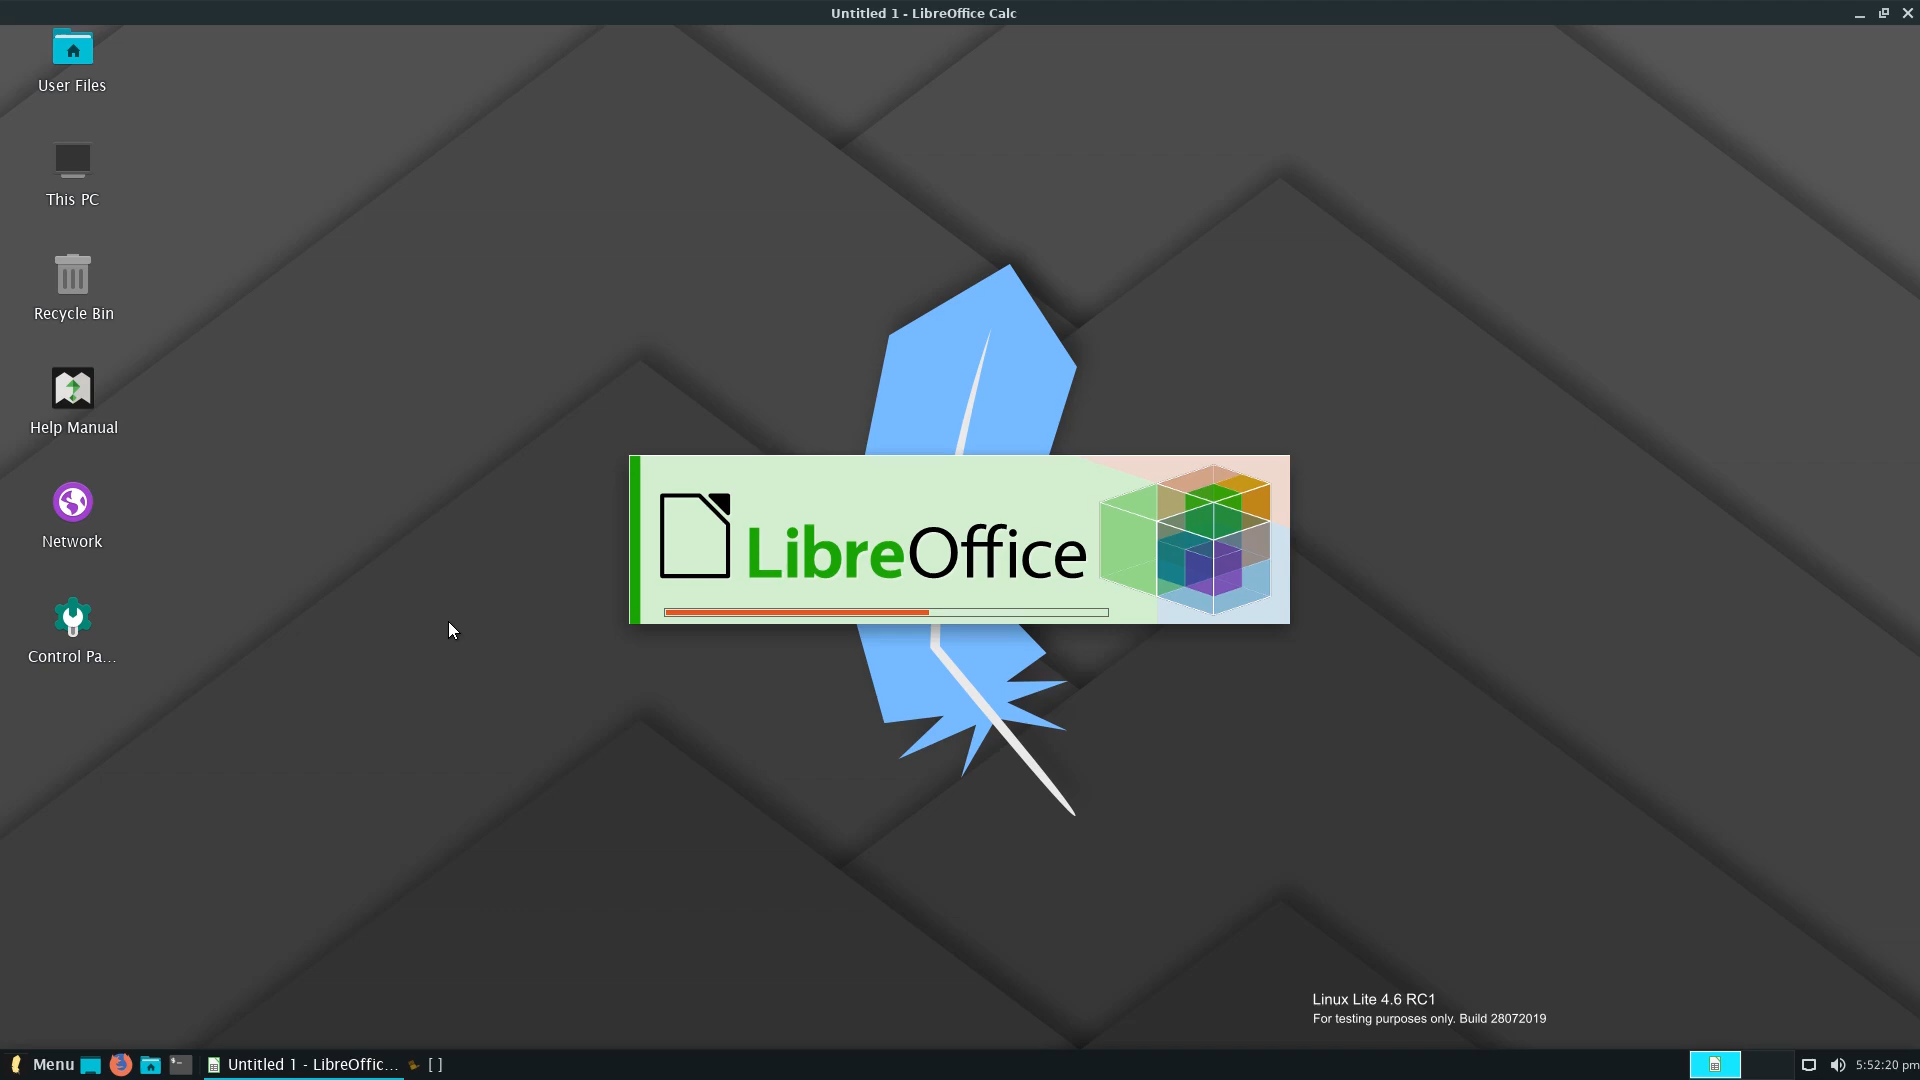 Untitled 1 - LibreOffice Calc
User Files
This PC
Recycle Bin
Help Manual
Network
Control Pa...
LibreOffice
Linux Lite 4.6 RC1
For testing purposes only. Build 28072019
Menu
Untitled 1 - LibreOffic...
[ ]
5:52:20 pm